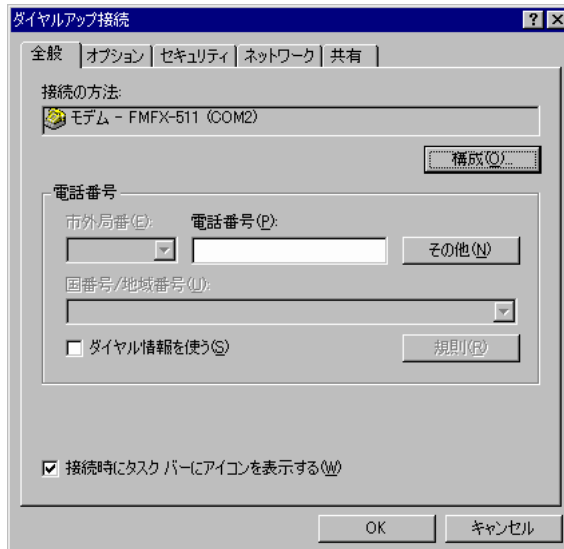 ダイヤルアップ接続
全般 オプション セキュリティ ネットワーク 共有
接続の方法:
モデム - FMFX-511 (COM2)
構成(O)...
電話番号
市外局番(E): 電話番号(P):
その他(N)
国番号/地域番号(U):
ダイヤル情報を使う(S) 規則(R)
接続時にタスク バーにアイコンを表示する(W)
OK キャンセル